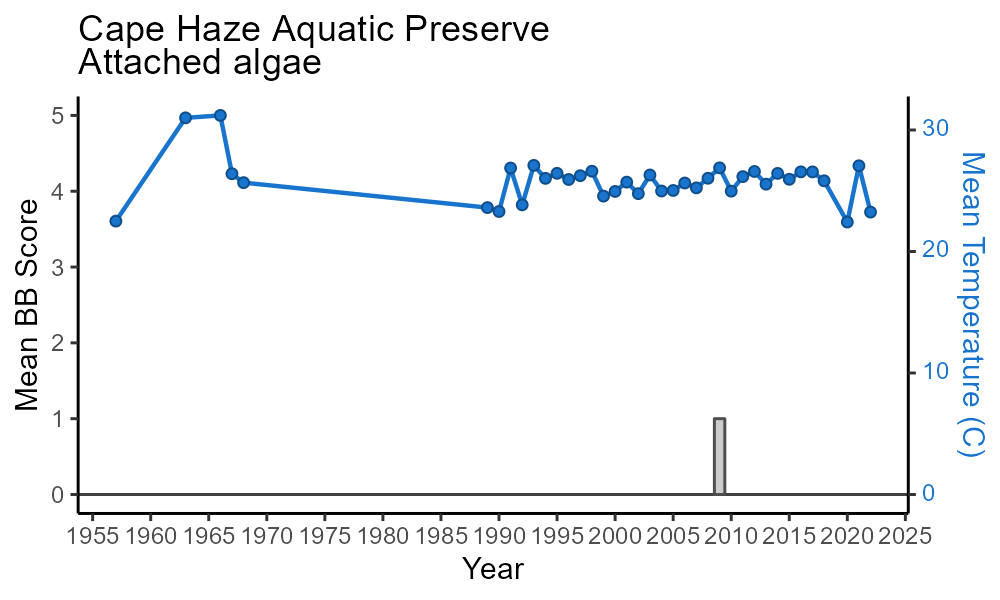 Cape Haze Aquatic Preserve
Attached algae
Mean BB Score
5
4
3
2
1
0
30
20
10
0
Mean Temperature (C)
1955 1960 1965 1970 1975 1980 1985 1990 1995 2000 2005 2010 2015 2020 2025
Year